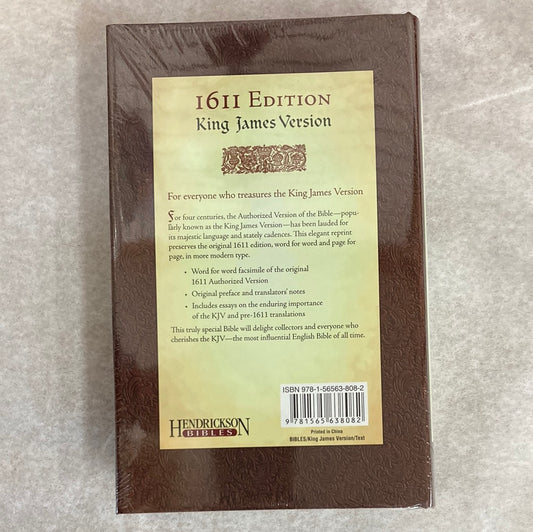 1611 Edition
King James Version
For everyone who treasures the King James Version
For four centuries, the Authorized Version of the Bible—popu-
larly known as the King James Version—has been lauded for
its majestic language and stately cadences. This elegant reprint
preserves the original 1611 edition, word for word and page for
page, in more modern type.
• Word for word facsimile of the original
1611 Authorized Version
• Original preface and translators' notes
• Includes essays on the enduring importance
of the KJV and pre-1611 translations
This truly special Bible will delight collectors and everyone who
cherishes the KJV—the most influential English Bible of all time.
ISBN 978-1-56563-808-2
9 781565 638082
Printed in China
BIBLES/King James Version/Text
HENDRICKSON
BIBLES